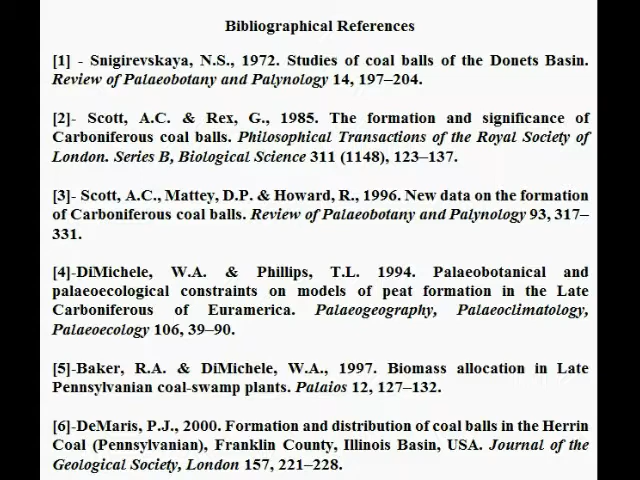 Bibliographical References
[1] - Snigirevskaya, N.S., 1972. Studies of coal balls of the Donets Basin.
Review of Palaeobotany and Palynology 14, 197–204.
[2]- Scott, A.C. & Rex, G., 1985. The formation and significance of
Carboniferous coal balls. Philosophical Transactions of the Royal Society of
London. Series B, Biological Science 311 (1148), 123–137.
[3]- Scott, A.C., Mattey, D.P. & Howard, R., 1996. New data on the formation
of Carboniferous coal balls. Review of Palaeobotany and Palynology 93, 317–
331.
[4]-DiMichele, W.A. & Phillips, T.L. 1994. Palaeobotanical and
palaeoecological constraints on models of peat formation in the Late
Carboniferous of Euramerica. Palaeogeography, Palaeoclimatology,
Palaeoecology 106, 39–90.
[5]-Baker, R.A. & DiMichele, W.A., 1997. Biomass allocation in Late
Pennsylvanian coal-swamp plants. Palaios 12, 127–132.
[6]-DeMaris, P.J., 2000. Formation and distribution of coal balls in the Herrin
Coal (Pennsylvanian), Franklin County, Illinois Basin, USA. Journal of the
Geological Society, London 157, 221–228.